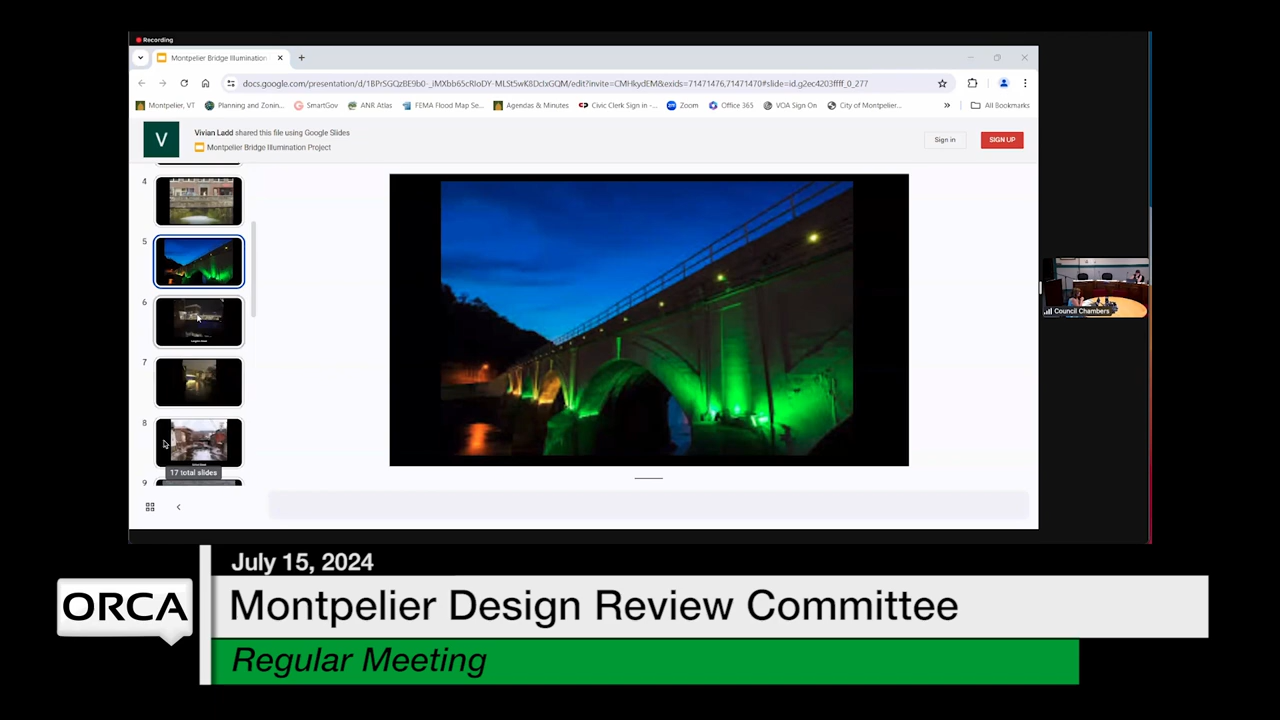 Recording
Montpelier Bridge Illumination
docs.google.com/presentation/d/1BPrSGQzBE9b0-_iMXbb6ScRIoDY-MLSt5wK8DcIxGQM/edit?invite=CMHkydEM&exids=71471476,71471470#slide=id.g2ec4203ffff_0_277
Montpelier, VT Planning and Zonin... SmartGov ANR Atlas FEMA Flood Map Se... Agendas & Minutes Civic Clerk Sign in -... Zoom Office 365 VOA Sign On City of Montpelier... » All Bookmarks
V
Vivian Ladd shared this file using Google Slides
Montpelier Bridge Illumination Project
Sign in SIGN UP
4
5
6
7
8
17 total slides
9
Council Chambers
July 15, 2024
ORCA
Montpelier Design Review Committee
Regular Meeting